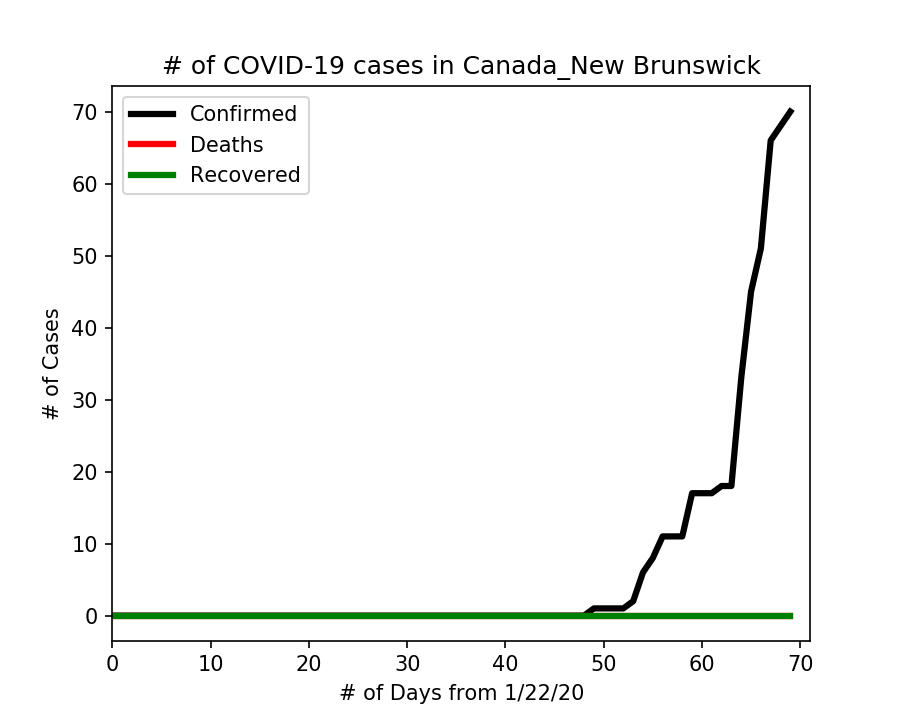 # of COVID-19 cases in Canada_New Brunswick
Confirmed
Deaths
Recovered
70
60
50
40
30
20
10
0
# of Cases
0 10 20 30 40 50 60 70
# of Days from 1/22/20